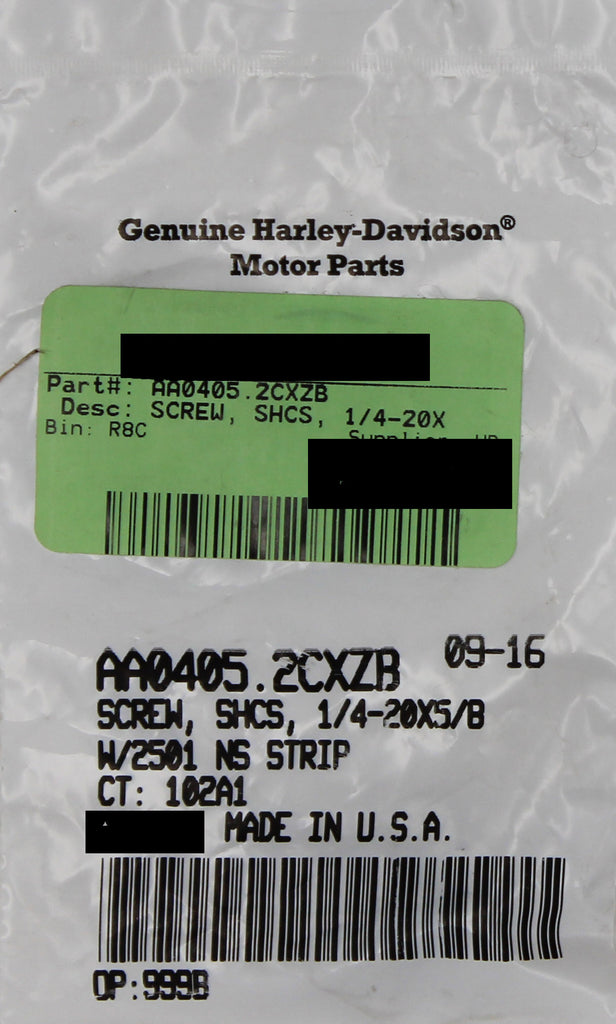 Genuine Harley-Davidson®
Motor Parts
Part#: AA0405.2CXZB
Desc: SCREW, SHCS, 1/4-20X
Bin: R8C
AA0405.2CXZB 09-16
SCREW, SHCS, 1/4-20X5/8
W/2501 NS STRIP
CT: 102A1
MADE IN U.S.A.
OP:9998